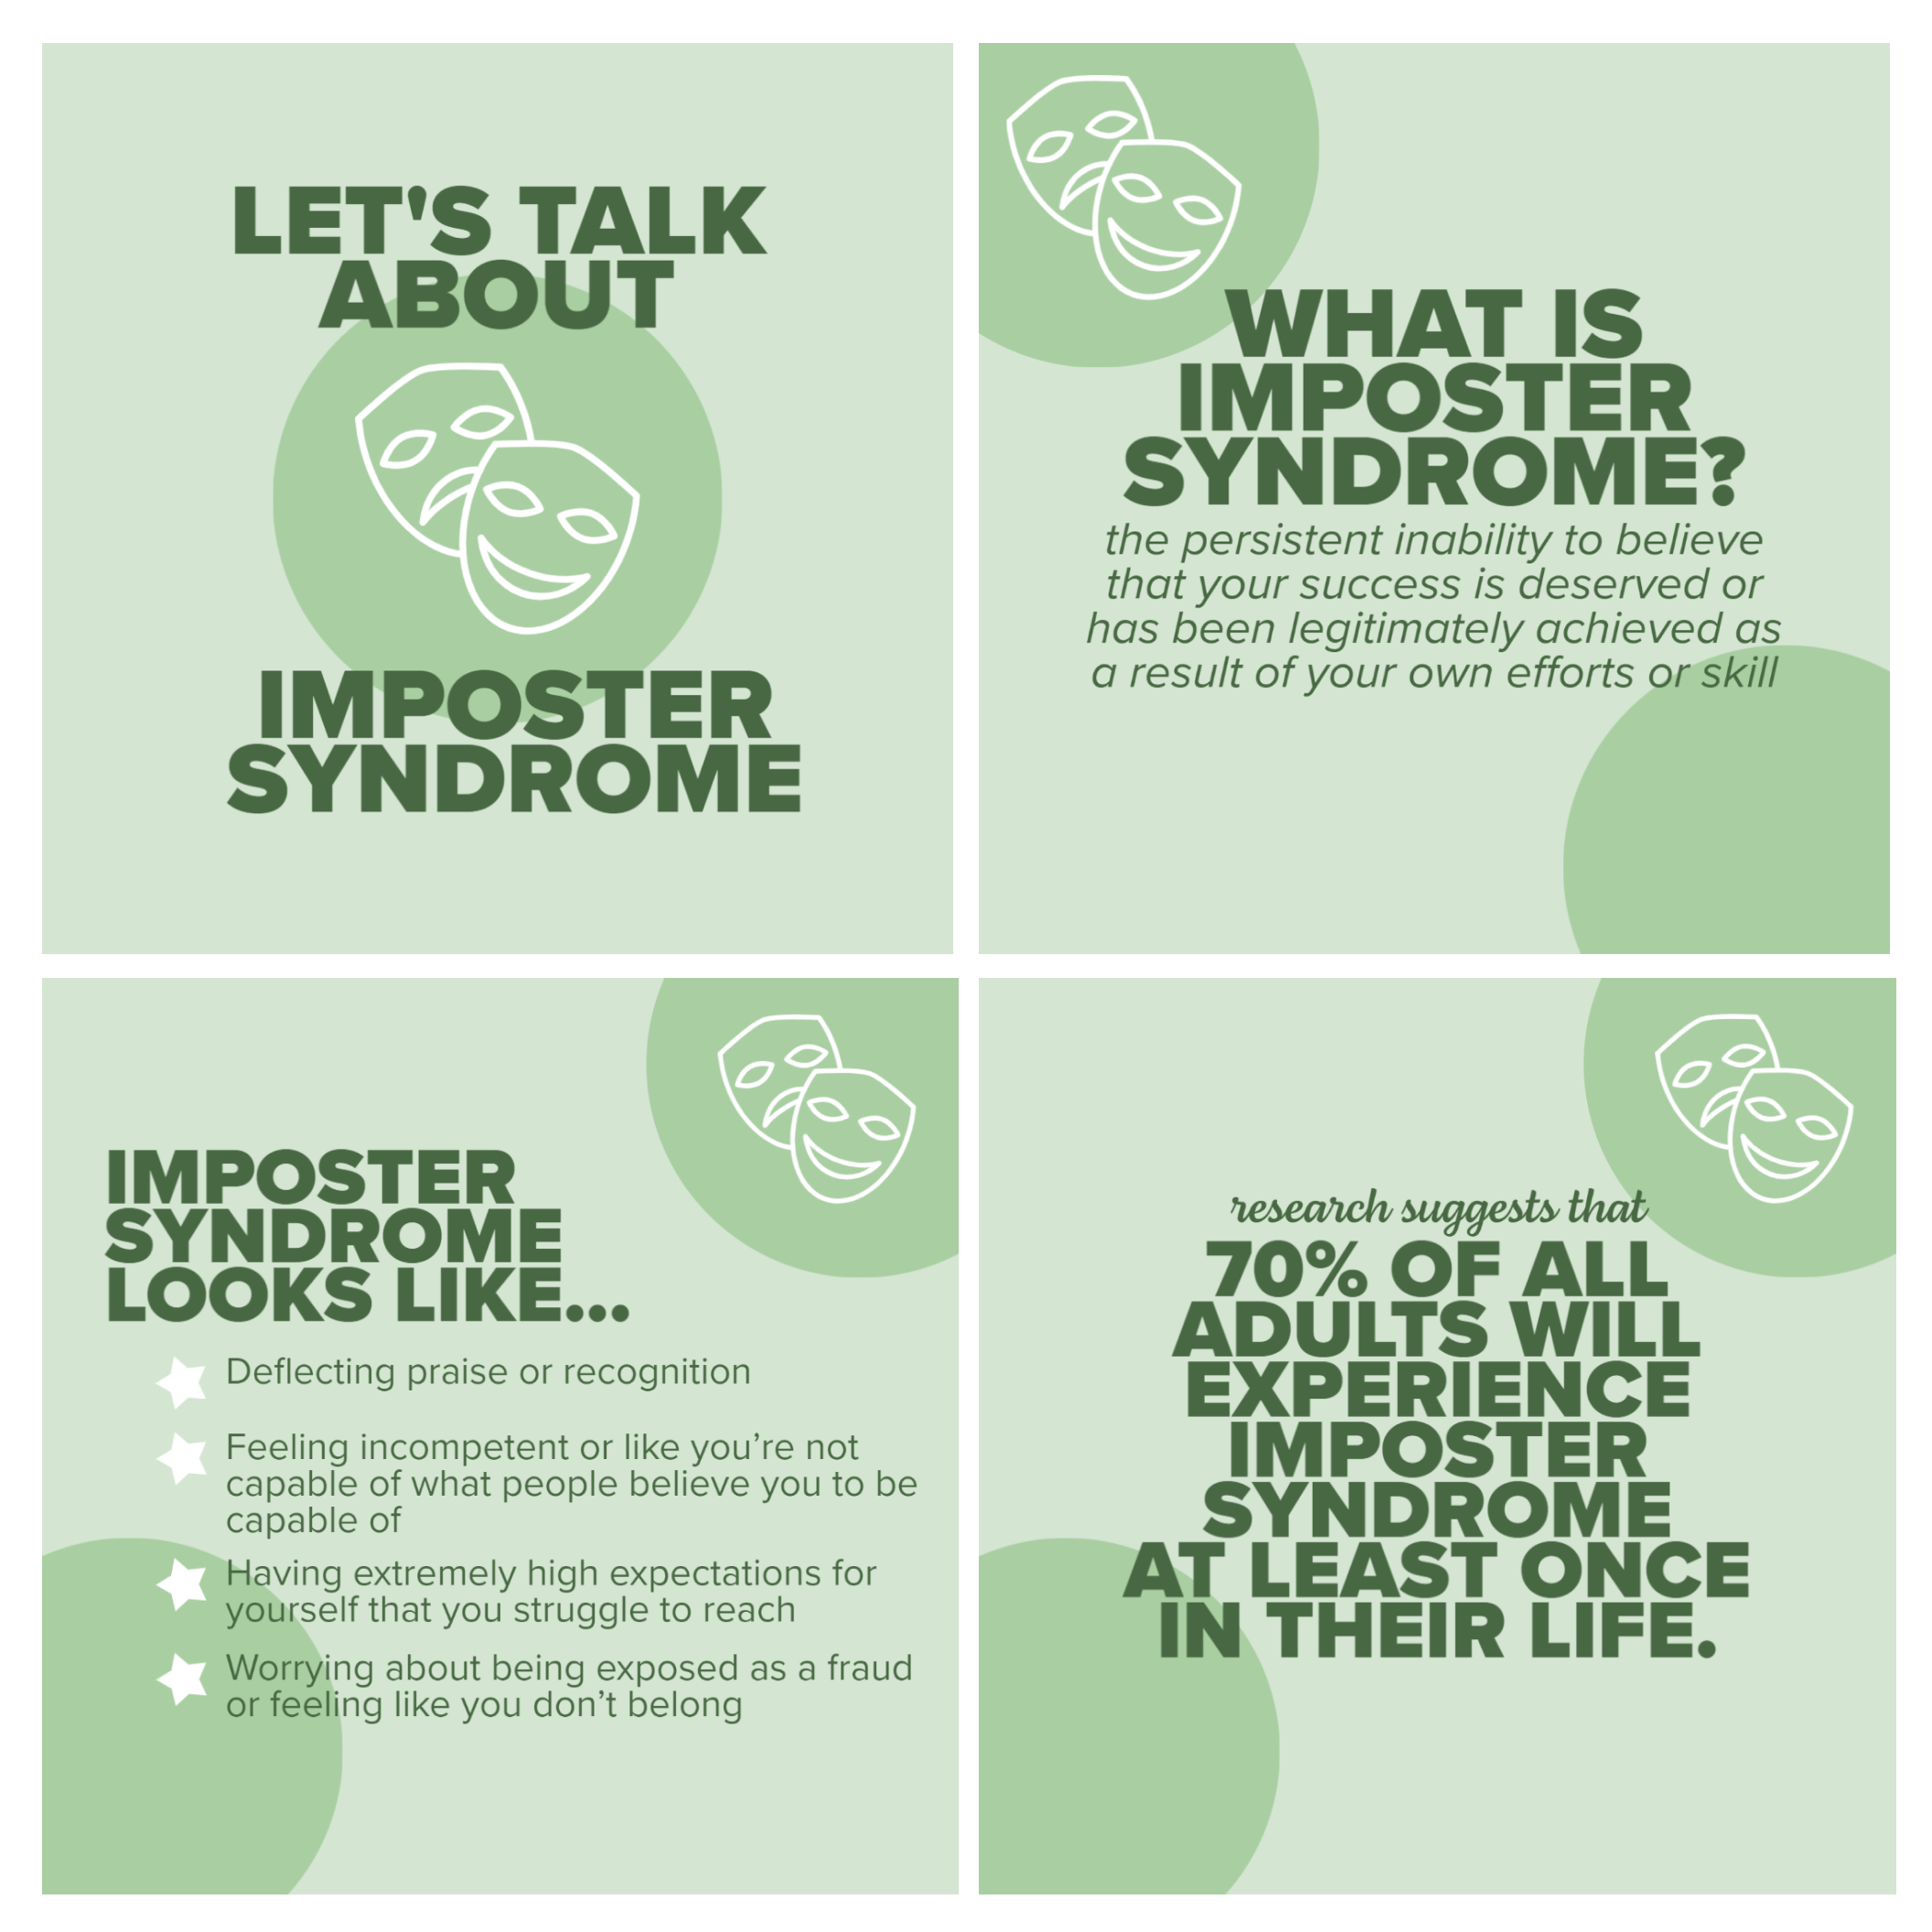 LET'S TALK
ABOUT
IMPOSTER
SYNDROME
WHAT IS
IMPOSTER
SYNDROME?
the persistent inability to believe
that your success is deserved or
has been legitimately achieved as
a result of your own efforts or skill
IMPOSTER
SYNDROME
LOOKS LIKE...
Deflecting praise or recognition
Feeling incompetent or like you’re not
capable of what people believe you to be
capable of
Having extremely high expectations for
yourself that you struggle to reach
Worrying about being exposed as a fraud
or feeling like you don’t belong
research suggests that
70% OF ALL
ADULTS WILL
EXPERIENCE
IMPOSTER
SYNDROME
AT LEAST ONCE
IN THEIR LIFE.